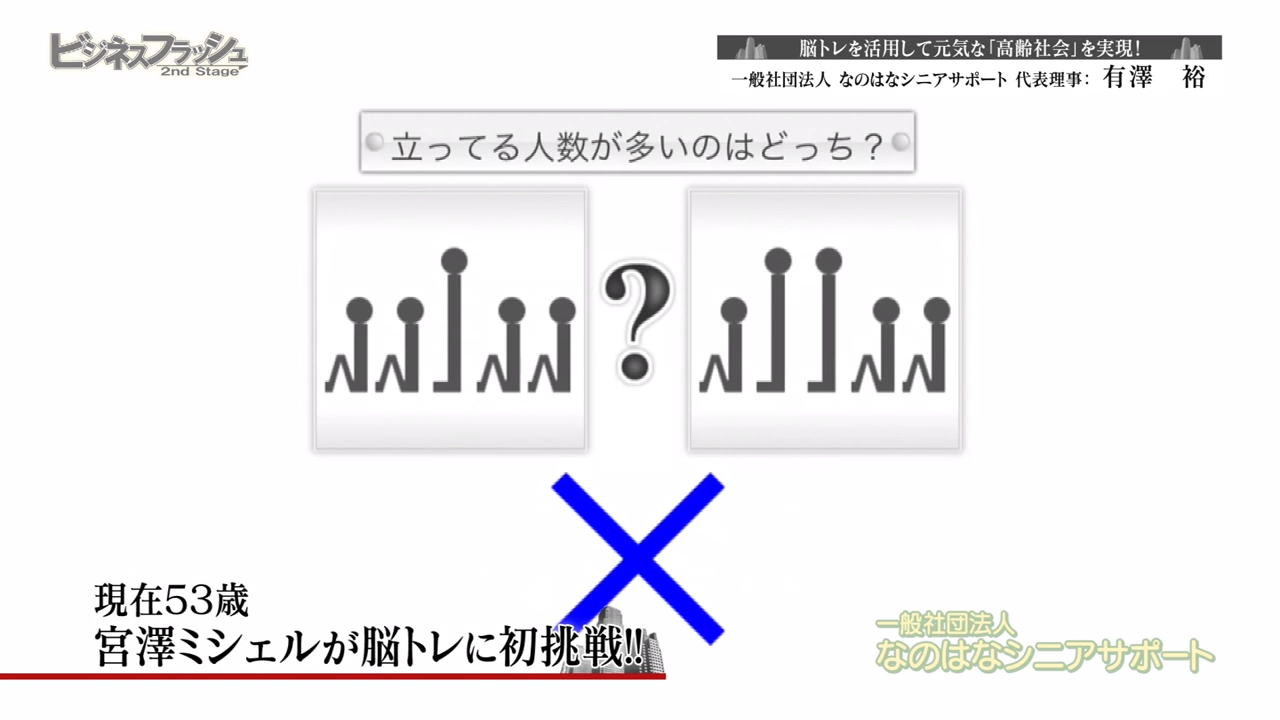 ビジネスフラッシュ
2nd Stage
脳トレを活用して元気な「高齢社会」を実現!
一般社団法人 なのはなシニアサポート 代表理事: 有澤 裕
立ってる人数が多いのはどっち?
?
現在53歳
宮澤ミシェルが脳トレに初挑戦!!
一般社団法人
なのはなシニアサポート